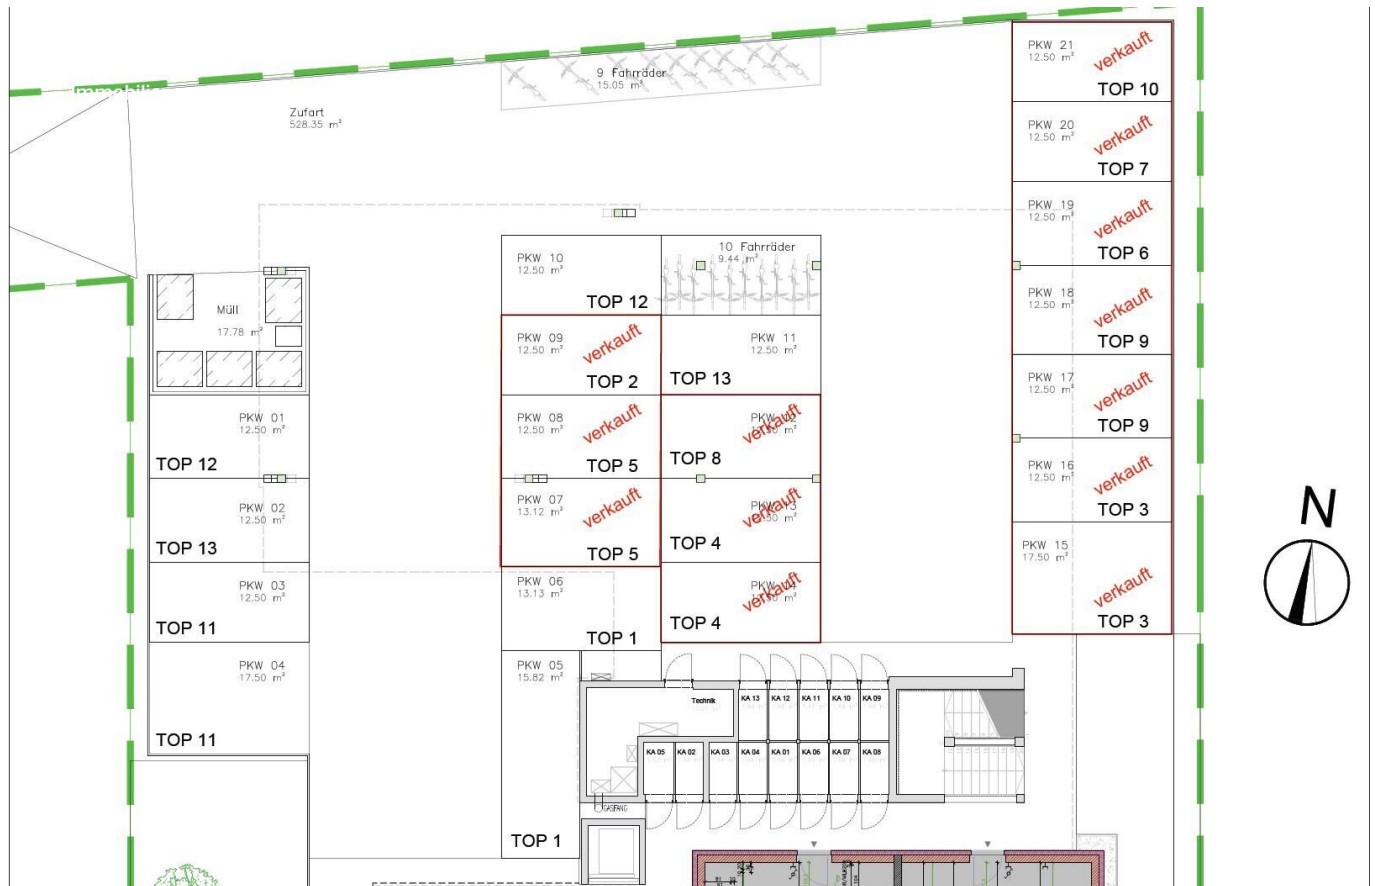 9 Fahrräder
15.05 m²
Zufart
528.35 m²
PKW 21
12.50 m²
verkauft
TOP 10
PKW 20
12.50 m²
verkauft
TOP 7
PKW 19
12.50 m²
verkauft
TOP 6
PKW 18
12.50 m²
verkauft
TOP 9
PKW 17
12.50 m²
verkauft
TOP 9
PKW 16
12.50 m²
verkauft
TOP 3
PKW 15
17.50 m²
verkauft
TOP 3
PKW 10
12.50 m²
TOP 12
10 Fahrräder
9.44 m²
PKW 09
12.50 m²
verkauft
TOP 2
PKW 11
12.50 m²
TOP 13
PKW 08
12.50 m²
verkauft
TOP 5
verkauft
TOP 8
PKW 07
13.12 m²
verkauft
TOP 5
verkauft
TOP 4
PKW 06
13.13 m²
TOP 1
verkauft
TOP 4
PKW 05
15.82 m²
TOP 1
Müll
17.78 m²
PKW 01
12.50 m²
TOP 12
PKW 02
12.50 m²
TOP 13
PKW 03
12.50 m²
TOP 11
PKW 04
17.50 m²
TOP 11
Technik
KA 13 KA 12 KA 11 KA 10 KA 09
KA 05 KA 02 KA 03 KA 04 KA 01 KA 06 KA 07 KA 08
GASFANG
N